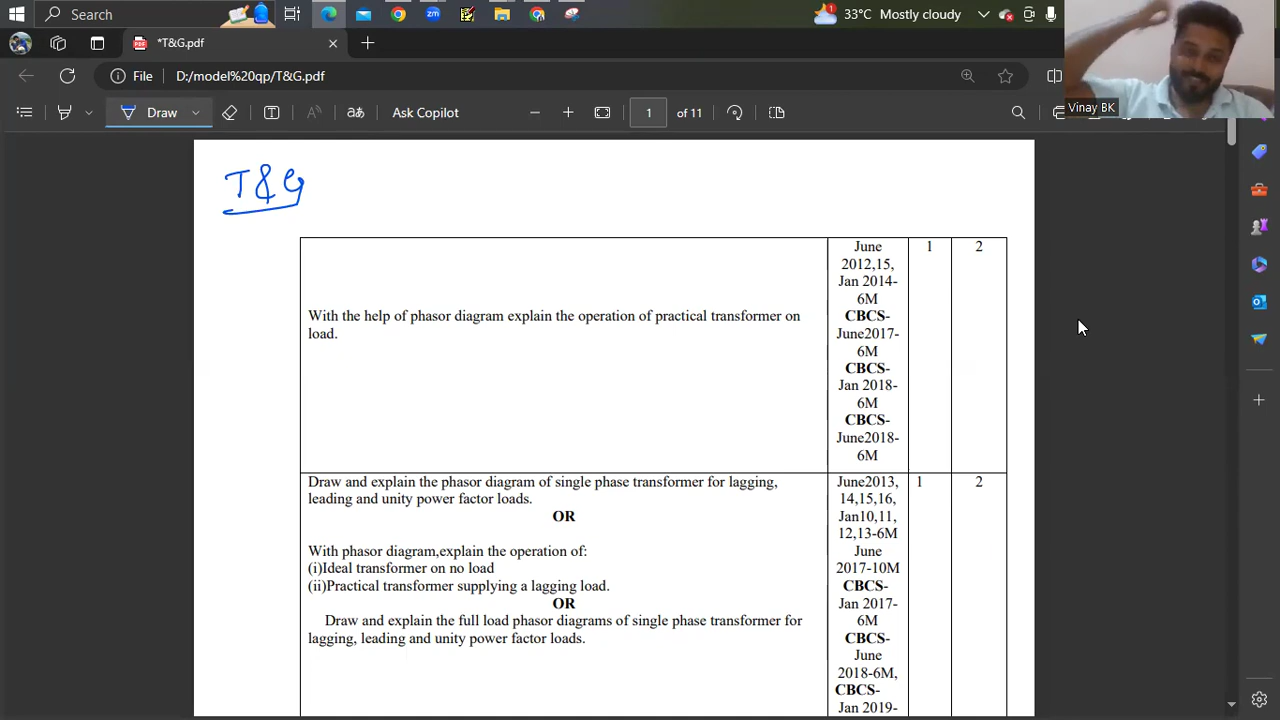 Search
33°C Mostly cloudy
*T&G.pdf
File D:/model%20qp/T&G.pdf
Draw
aあ
Ask Copilot
1 of 11
Vinay BK
T&G
With the help of phasor diagram explain the operation of practical transformer on
load.
June
2012,15,
Jan 2014-
6M
CBCS-
June2017-
6M
CBCS-
Jan 2018-
6M
CBCS-
June2018-
6M
1
2
Draw and explain the phasor diagram of single phase transformer for lagging,
leading and unity power factor loads.
OR
With phasor diagram,explain the operation of:
(i)Ideal transformer on no load
(ii)Practical transformer supplying a lagging load.
OR
Draw and explain the full load phasor diagrams of single phase transformer for
lagging, leading and unity power factor loads.
June2013,
14,15,16,
Jan10,11,
12,13-6M
June
2017-10M
CBCS-
Jan 2017-
6M
CBCS-
June
2018-6M,
CBCS-
Jan 2019-
1
2